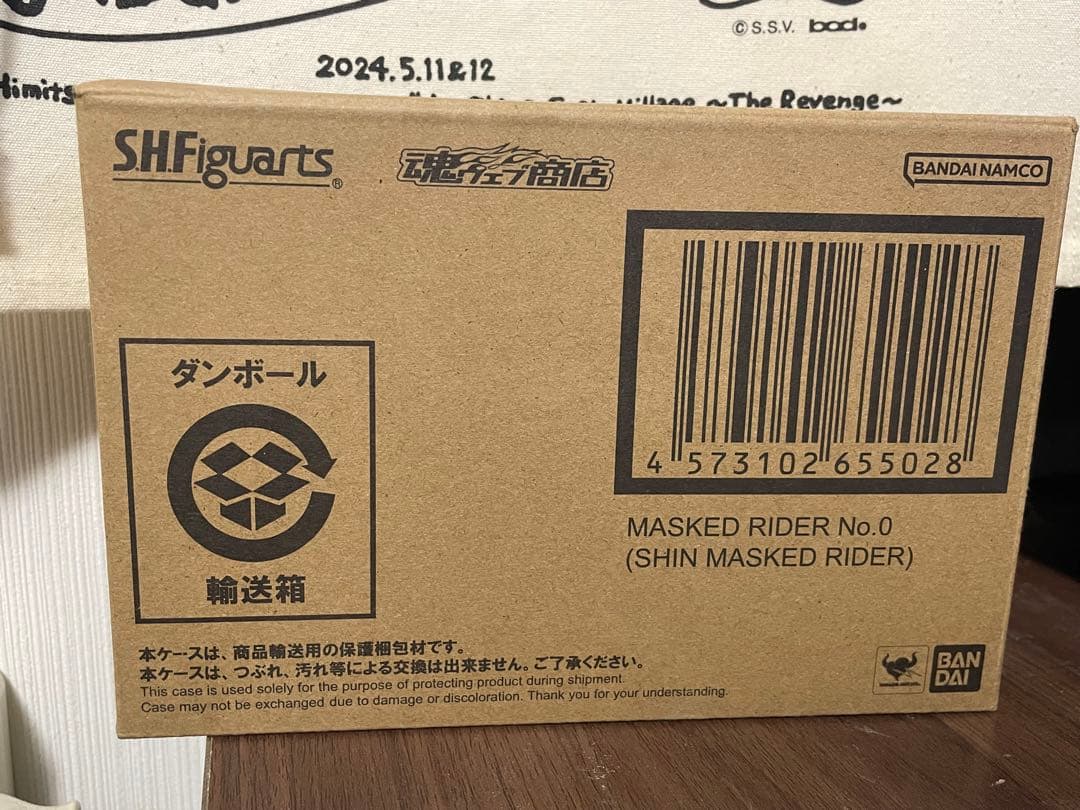 © S.S.V. bod.
2024.5.11&12
Himits
Village ~The Revenge~
S.H.Figuarts®
魂ウェブ商店
BANDAI NAMCO
ダンボール
輸送箱
4 573102 655028
MASKED RIDER No.0
(SHIN MASKED RIDER)
本ケースは、商品輸送用の保護梱包材です。
本ケースは、つぶれ、汚れ等による交換は出来ません。ご了承ください。
This case is used solely for the purpose of protecting product during shipment.
Case may not be exchanged due to damage or discoloration. Thank you for your understanding.
BAN
DAI